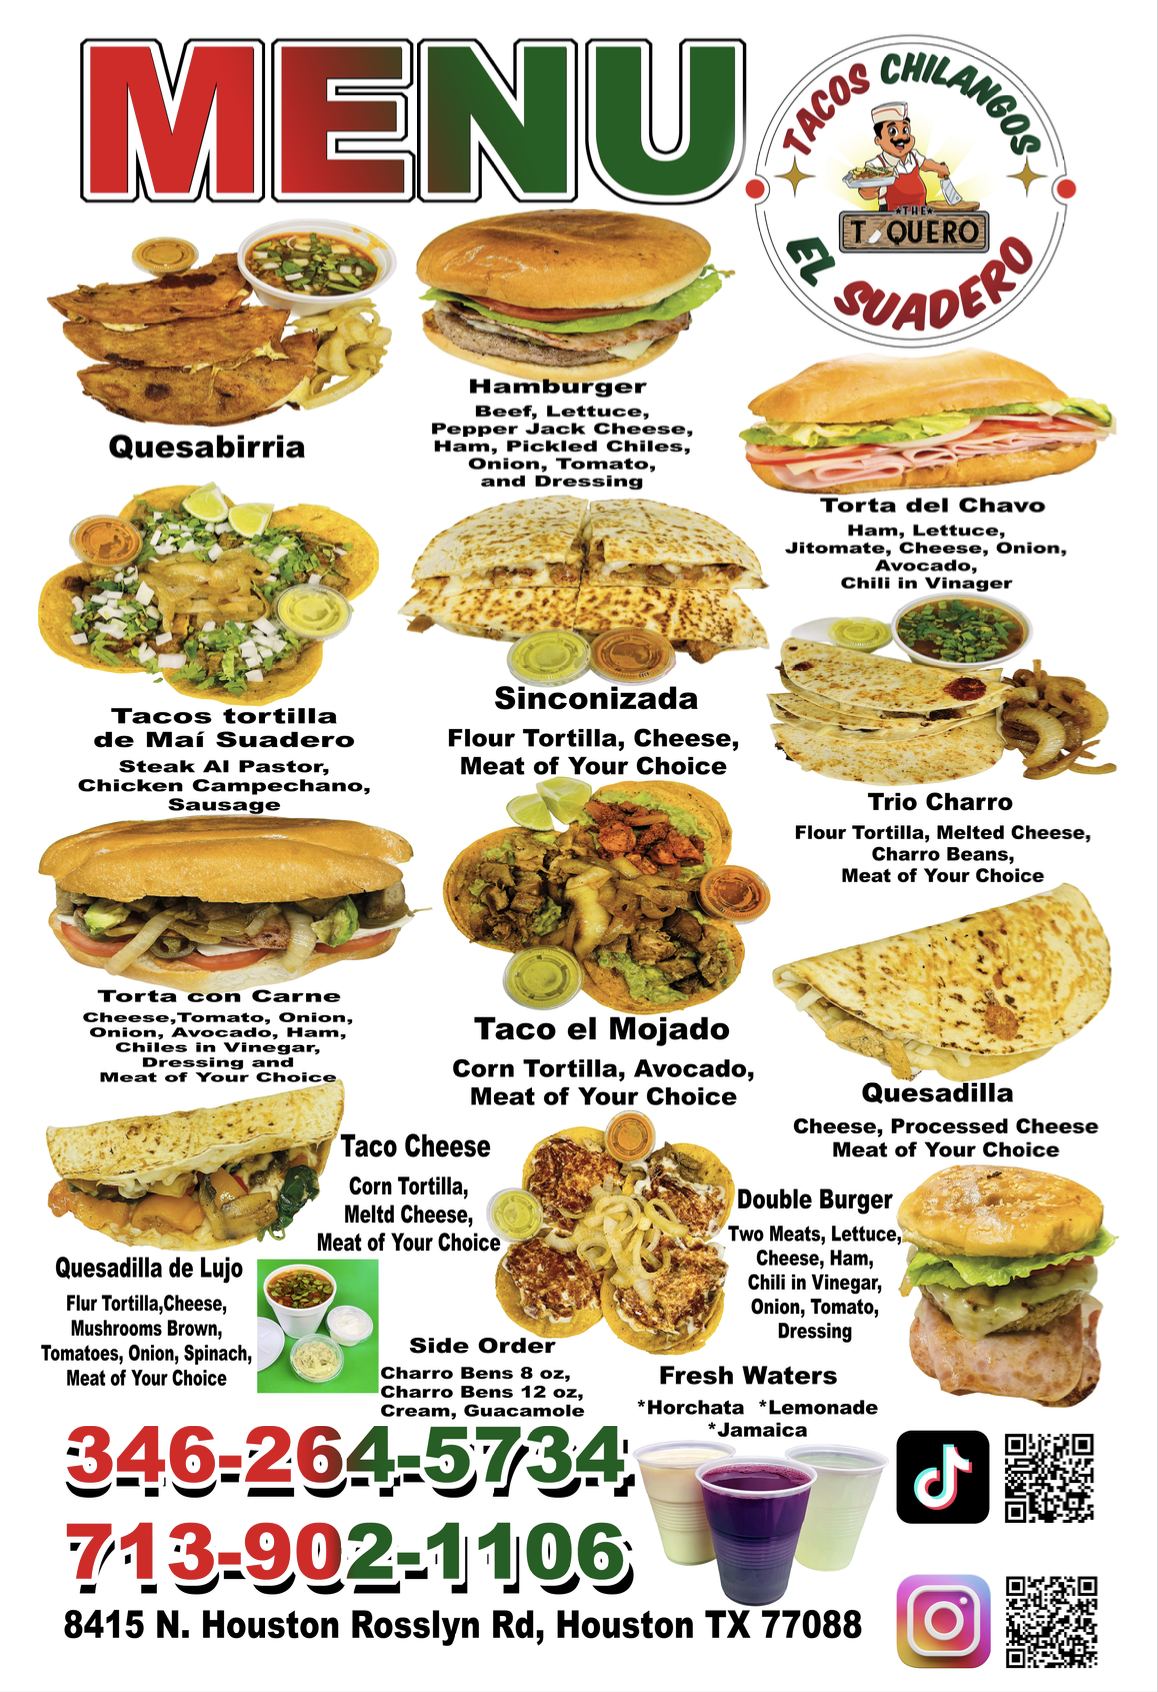 MENU
TACOS CHILANGOS
THE
T QUERO
EL SUADERO
Quesabirria
Hamburger
Beef, Lettuce,
Pepper Jack Cheese,
Ham, Pickled Chiles,
Onion, Tomato,
and Dressing
Torta del Chavo
Ham, Lettuce,
Jitomate, Cheese, Onion,
Avocado,
Chili in Vinager
Tacos tortilla
de Maí Suadero
Steak Al Pastor,
Chicken Campechano,
Sausage
Sinconizada
Flour Tortilla, Cheese,
Meat of Your Choice
Trio Charro
Flour Tortilla, Melted Cheese,
Charro Beans,
Meat of Your Choice
Torta con Carne
Cheese,Tomato, Onion,
Onion, Avocado, Ham,
Chiles in Vinegar,
Dressing and
Meat of Your Choice
Taco el Mojado
Corn Tortilla, Avocado,
Meat of Your Choice
Quesadilla
Cheese, Processed Cheese
Meat of Your Choice
Taco Cheese
Corn Tortilla,
Meltd Cheese,
Meat of Your Choice
Double Burger
Two Meats, Lettuce,
Cheese, Ham,
Chili in Vinegar,
Onion, Tomato,
Dressing
Quesadilla de Lujo
Flur Tortilla,Cheese,
Mushrooms Brown,
Tomatoes, Onion, Spinach,
Meat of Your Choice
Side Order
Charro Bens 8 oz,
Charro Bens 12 oz,
Cream, Guacamole
Fresh Waters
*Horchata *Lemonade
*Jamaica
346-264-5734
713-902-1106
8415 N. Houston Rosslyn Rd, Houston TX 77088